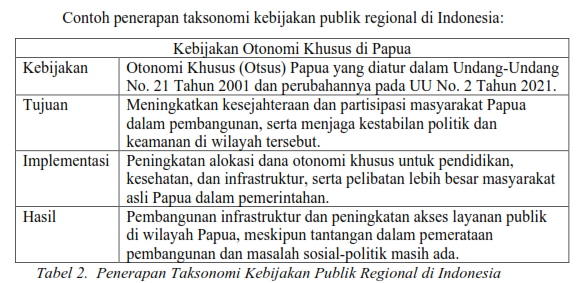 Contoh penerapan taksonomi kebijakan publik regional di Indonesia:
Kebijakan Otonomi Khusus di Papua
Kebijakan Otonomi Khusus (Otsus) Papua yang diatur dalam Undang-Undang
No. 21 Tahun 2001 dan perubahannya pada UU No. 2 Tahun 2021.
Tujuan Meningkatkan kesejahteraan dan partisipasi masyarakat Papua
dalam pembangunan, serta menjaga kestabilan politik dan
keamanan di wilayah tersebut.
Implementasi Peningkatan alokasi dana otonomi khusus untuk pendidikan,
kesehatan, dan infrastruktur, serta pelibatan lebih besar masyarakat
asli Papua dalam pemerintahan.
Hasil Pembangunan infrastruktur dan peningkatan akses layanan publik
di wilayah Papua, meskipun tantangan dalam pemerataan
pembangunan dan masalah sosial-politik masih ada.
Tabel 2. Penerapan Taksonomi Kebijakan Publik Regional di Indonesia